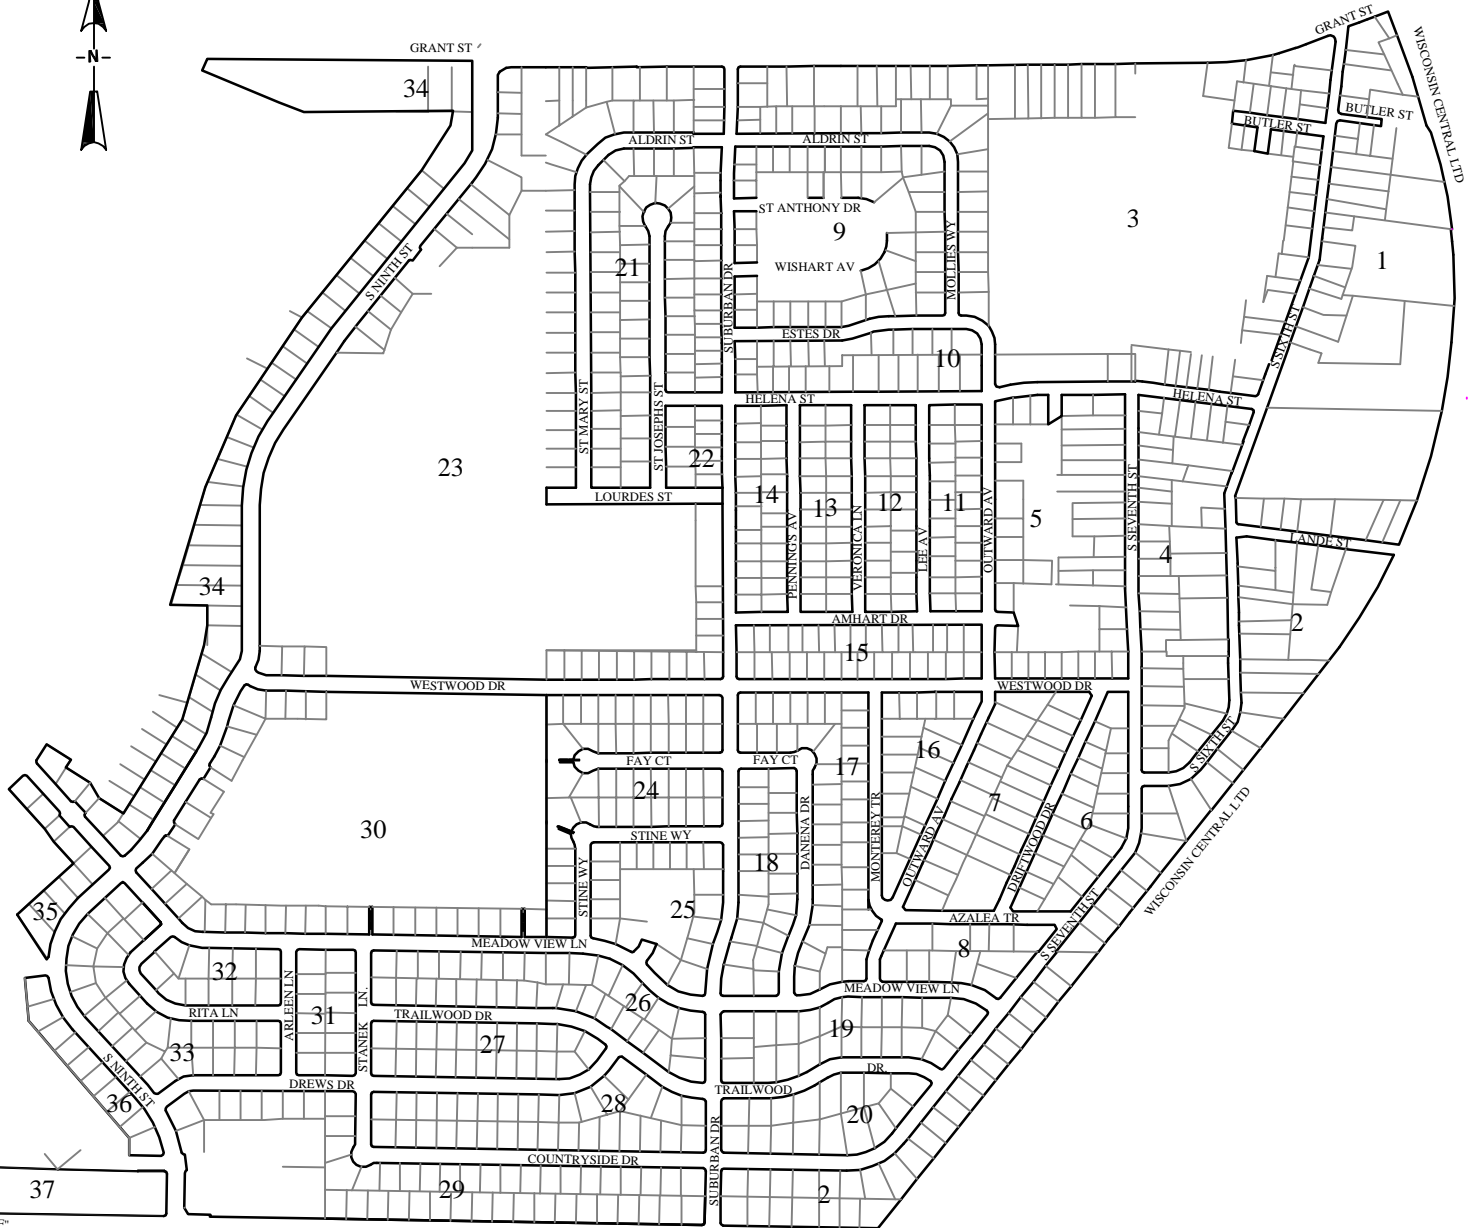 GRANT ST
WISCONSIN CENTRAL LTD
-N-
GRANT ST
34
BUTLER ST
BUTLER ST
ALDRIN ST
ALDRIN ST
ST ANTHONY DR
3
9
MOLLIES WY
S NINTH ST
21
SUBURBAN DR
WISHART AV
1
ESTES DR
S SIXTH ST
10
ST MARY ST
ST JOSEPHS ST
HELENA ST
HELENA ST
23
22
LOURDES ST
14
13
12
11
5
PENNINGS AV
VERONICA LN
LEE AV
OUTWARD AV
S SEVENTH ST
4
LANDE ST
34
AMHART DR
2
15
WESTWOOD DR
WESTWOOD DR
S SIXTH ST
16
FAY CT
FAY CT
17
24
7
6
STINE WY
30
DANENA DR
MONTEREY TR
OUTWARD AV
DRIFTWOOD DR
WISCONSIN CENTRAL LTD
18
STINE WY
35
25
AZALEA TR
S SEVENTH ST
MEADOW VIEW LN
8
32
MEADOW VIEW LN
ARLEEN LN
31
STANEK LN.
26
RITA LN
TRAILWOOD DR
19
33
27
S NINTH ST
DREWS DR
TRAILWOOD DR.
36
28
20
SUBURBAN DR
COUNTRYSIDE DR
37
29
2